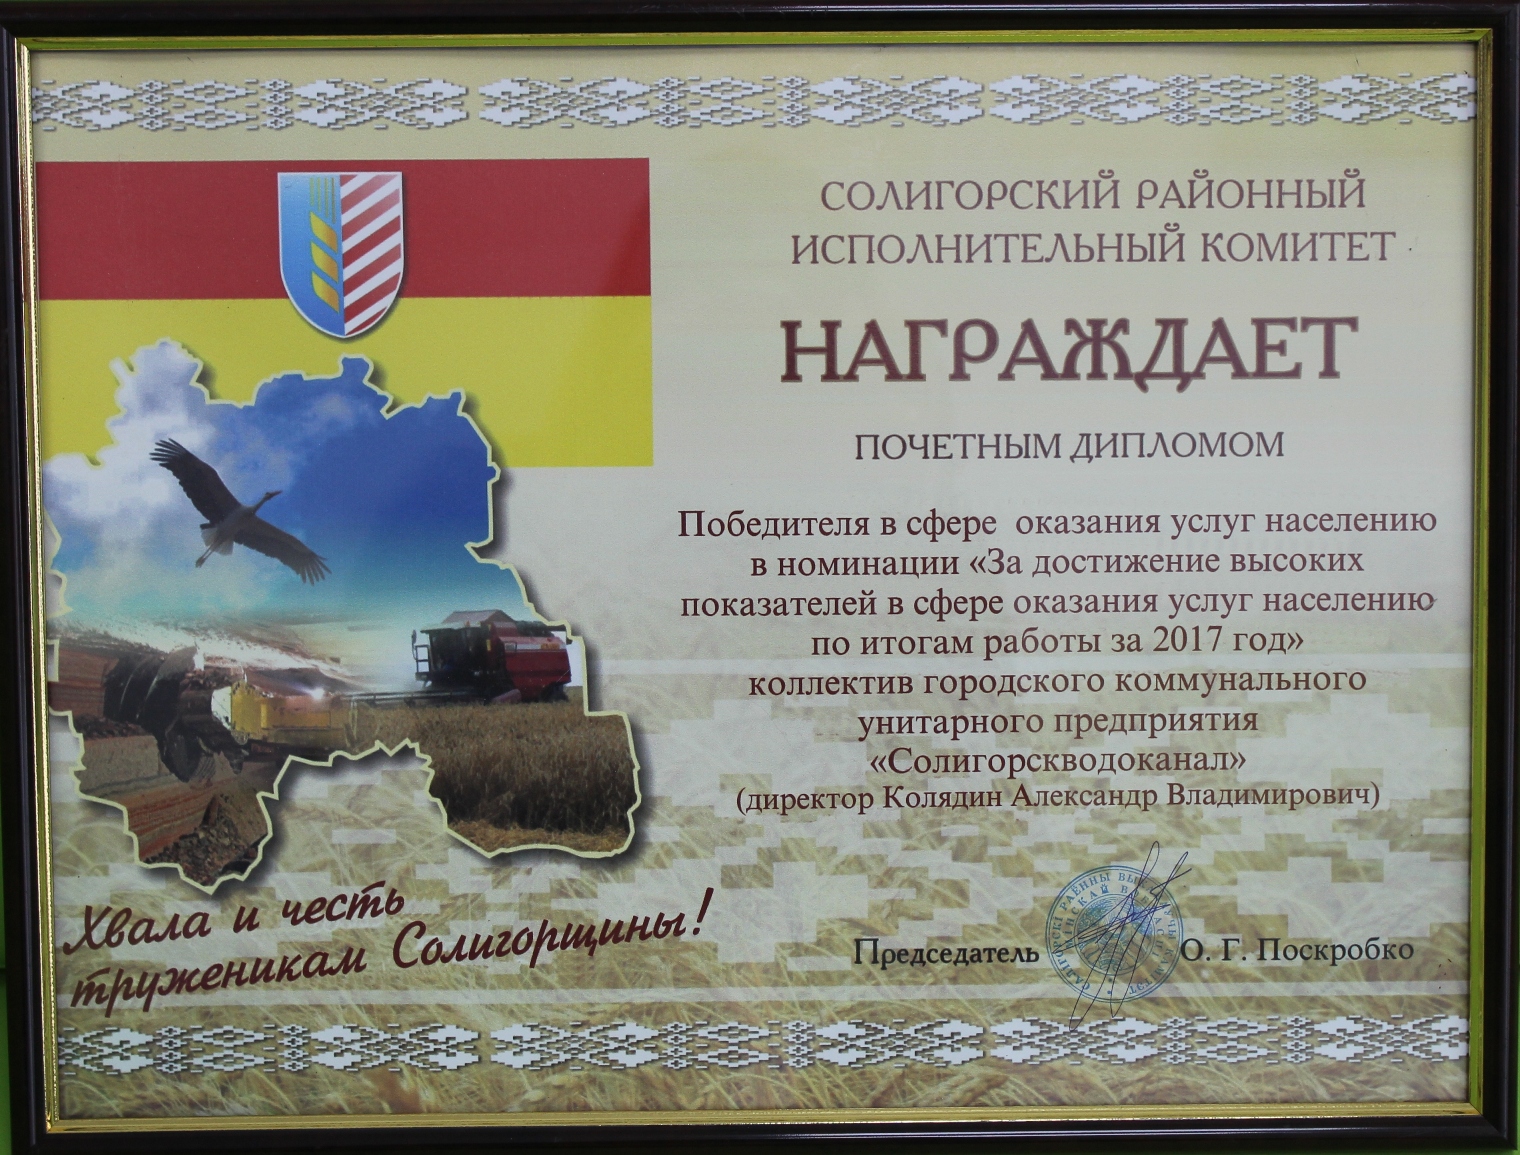 СОЛИГОРСКИЙ РАЙОННЫЙ
ИСПОЛНИТЕЛЬНЫЙ КОМИТЕТ
НАГРАЖДАЕТ
ПОЧЕТНЫМ ДИПЛОМОМ
Победителя в сфере оказания услуг населению
в номинации «За достижение высоких
показателей в сфере оказания услуг населению
по итогам работы за 2017 год»
коллектив городского коммунального
унитарного предприятия
«Солигорскводоканал»
(директор Колядин Александр Владимирович)
Хвала и честь
труженикам Солигорщины!
Председатель О. Г. Поскробко
САЛІГОРСКІ РАЁННЫ